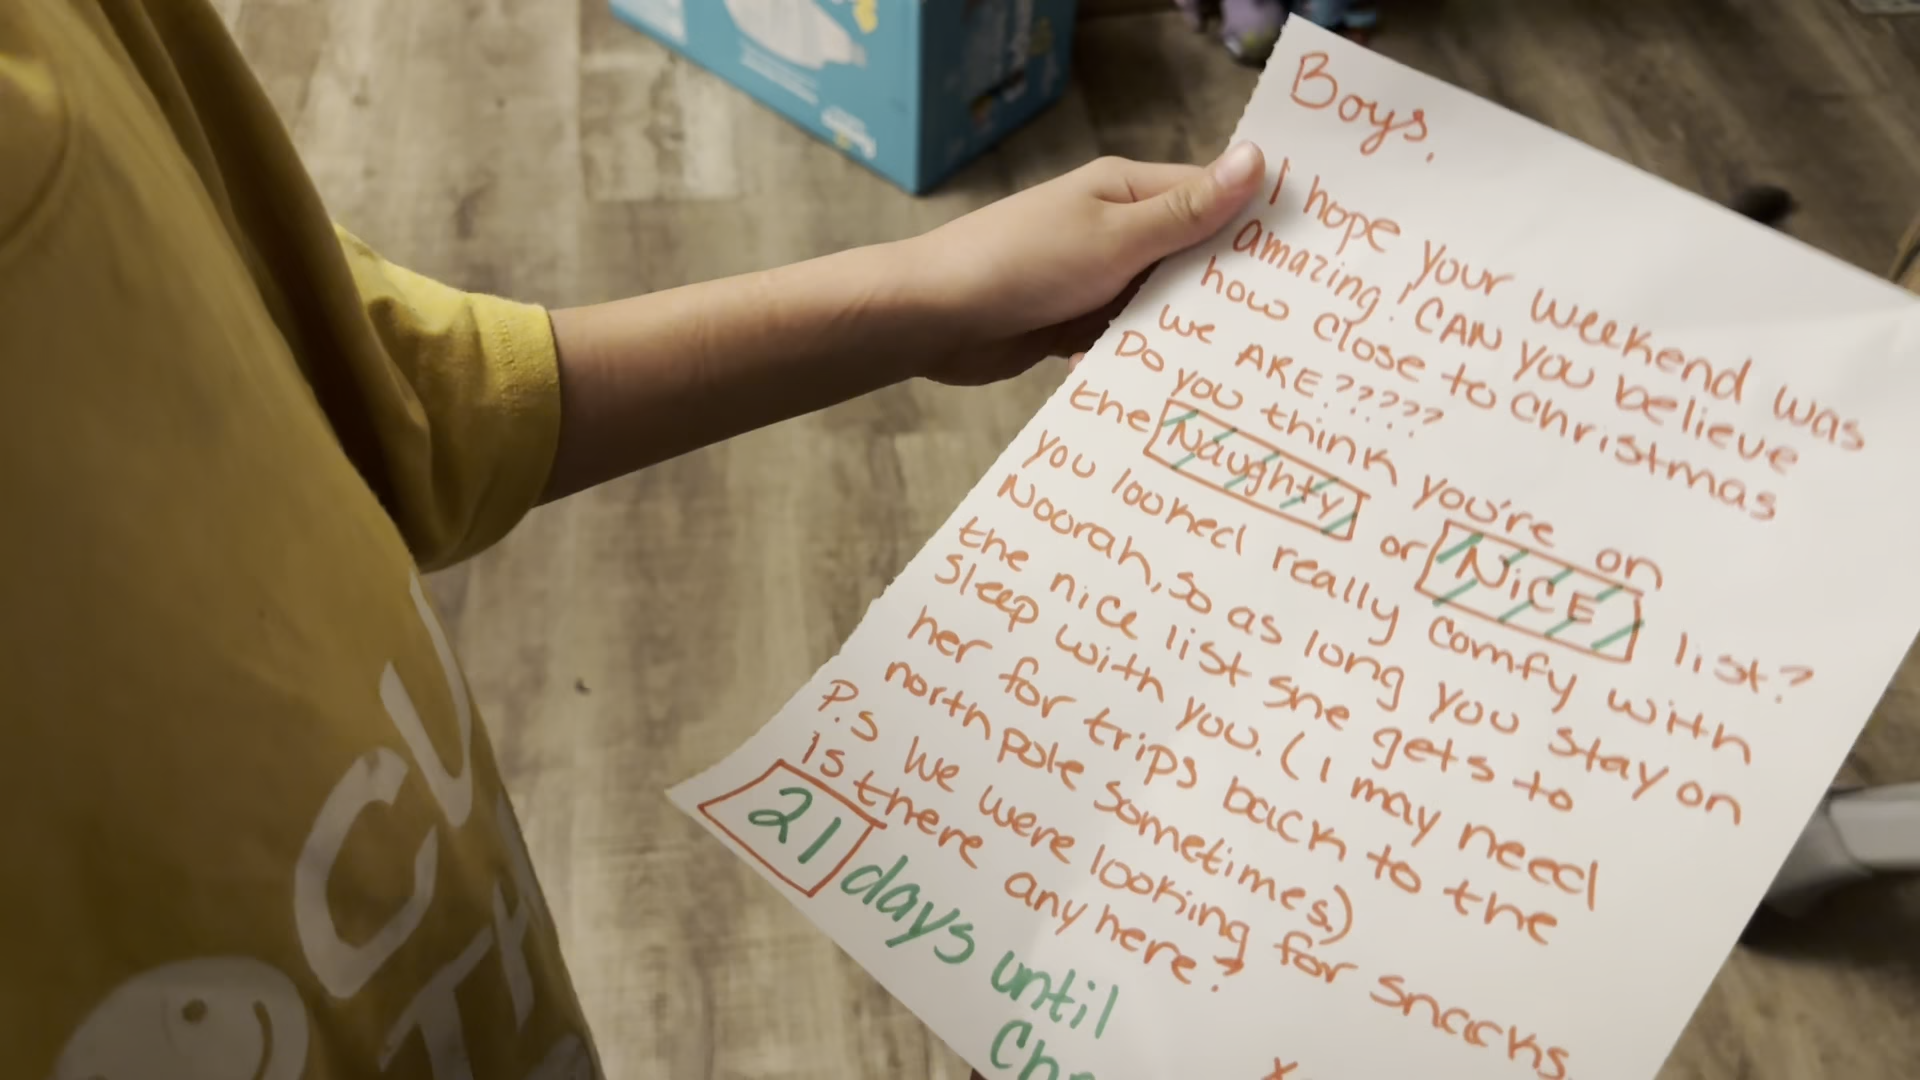 Boys,
I hope your weekend was
amazing! CAN you believe
how close to Christmas
we ARE?????
Do you think you're on
the Naughty or NiCE list?
you looked really comfy with
Noorah, so as long you stay on
the nice list she gets to
sleep with you. (I may need
her for trips back to the
north pole sometimes.)
P.S we were looking for snacks.
is there any here?
21 days until